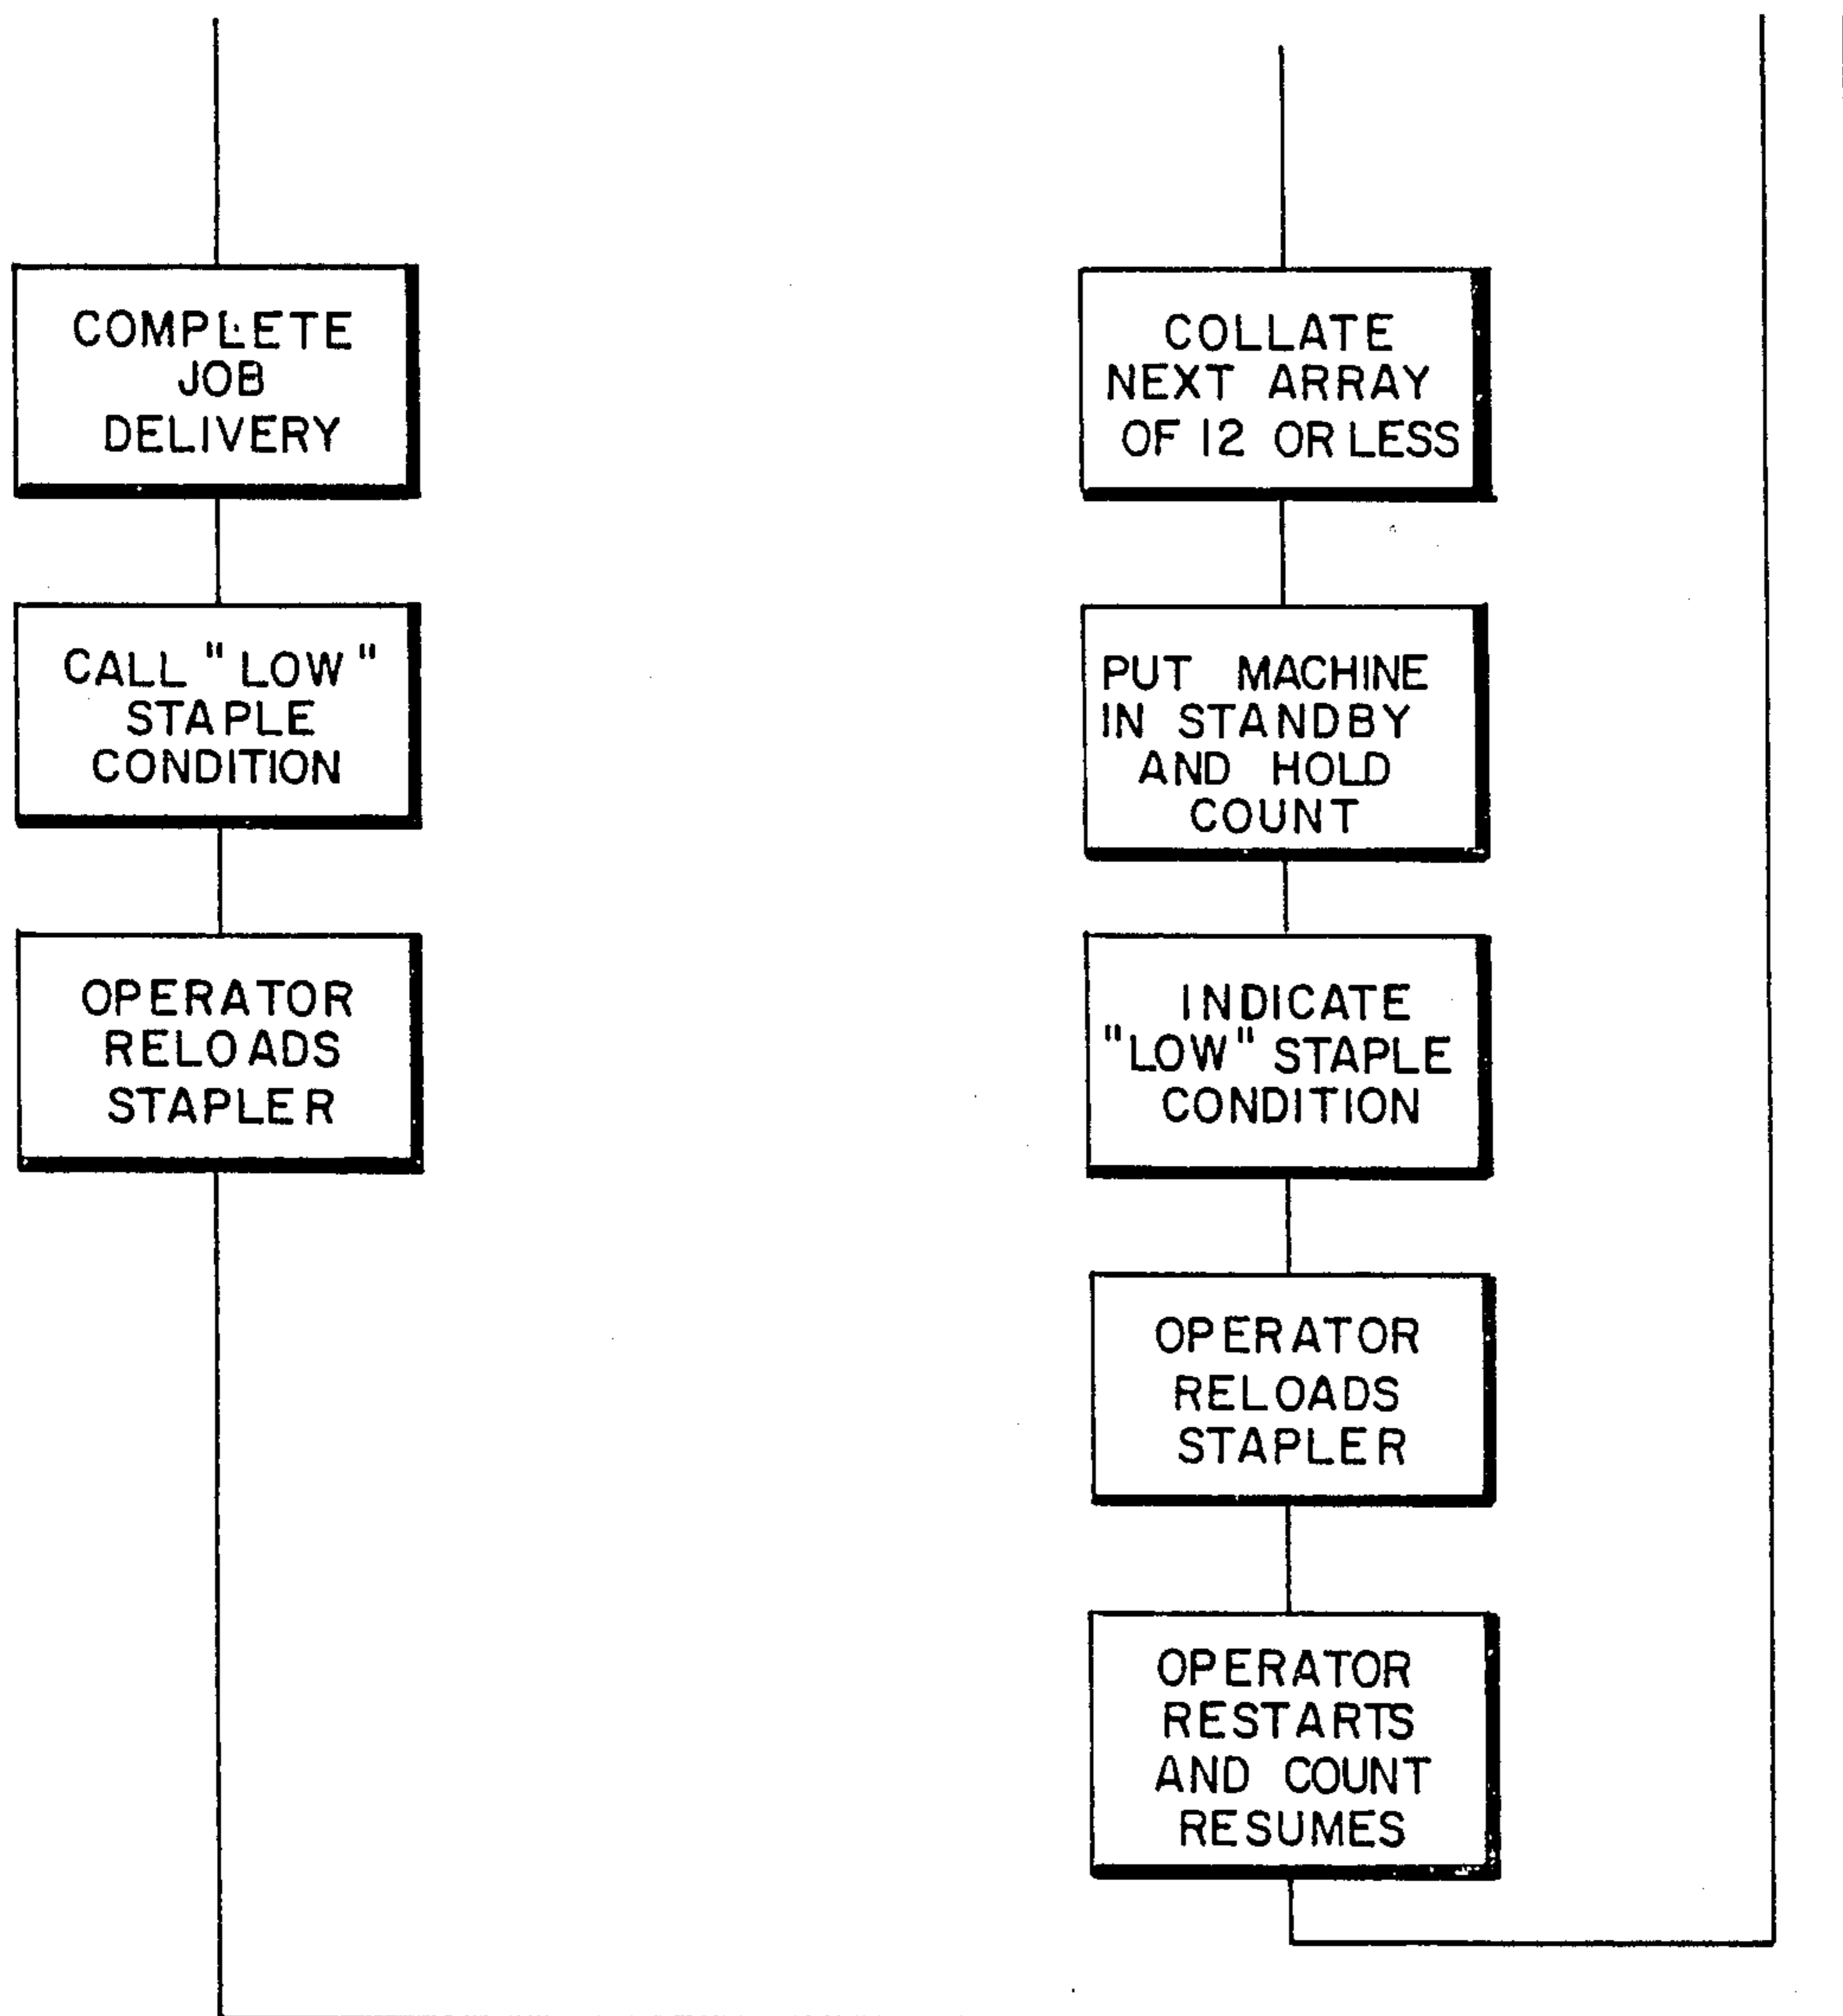 COMPLETE
JOB
DELIVERY
CALL "LOW"
STAPLE
CONDITION
OPERATOR
RELOADS
STAPLER
COLLATE
NEXT ARRAY
OF 12 OR LESS
PUT MACHINE
IN STANDBY
AND HOLD
COUNT
INDICATE
"LOW" STAPLE
CONDITION
OPERATOR
RELOADS
STAPLER
OPERATOR
RESTARTS
AND COUNT
RESUMES